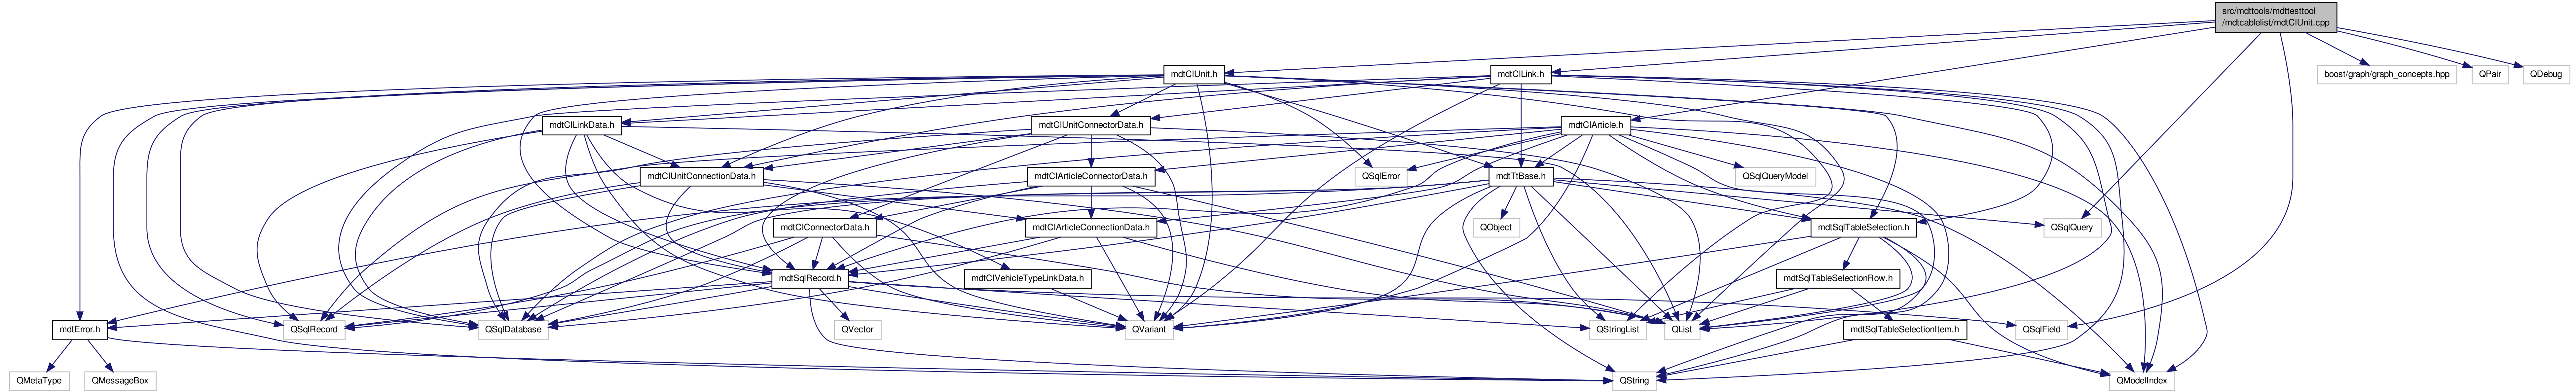 src/mdttools/mdttesttool
/mdtcablelist/mdtClUnit.cpp
mdtClUnit.h
mdtClLink.h
boost/graph/graph_concepts.hpp
QPair
QDebug
mdtClLinkData.h
mdtClUnitConnectorData.h
mdtClArticle.h
mdtClUnitConnectionData.h
mdtClArticleConnectorData.h
QSqlError
mdtTtBase.h
QSqlQueryModel
mdtClConnectorData.h
mdtClArticleConnectionData.h
QObject
mdtSqlTableSelection.h
QSqlQuery
mdtSqlRecord.h
mdtClVehicleTypeLinkData.h
mdtSqlTableSelectionRow.h
mdtError.h
QSqlRecord
QSqlDatabase
QVector
QVariant
QStringList
QList
mdtSqlTableSelectionItem.h
QSqlField
QMetaType
QMessageBox
QString
QModelIndex